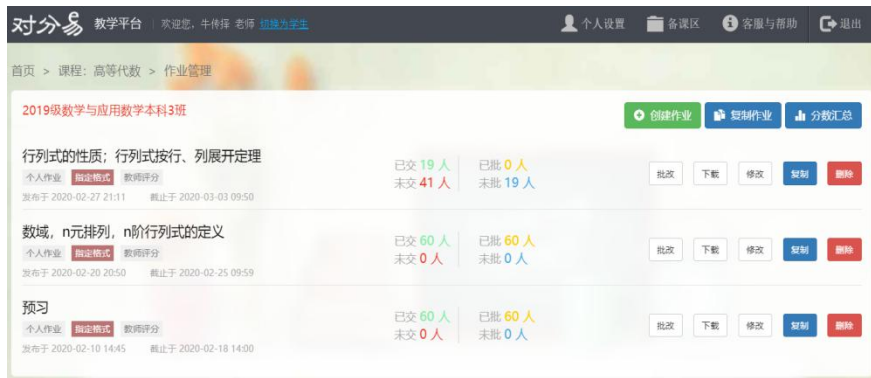 对分易 教学平台 | 欢迎您，牛传择 老师 切换为学生 个人设置 备课区 客服与帮助 退出
首页 > 课程：高等代数 > 作业管理
2019级数学与应用数学本科3班 创建作业 复制作业 分数汇总
行列式的性质；行列式按行、列展开定理
个人作业 指定格式 教师评分
发布于 2020-02-27 21:11 截止于 2020-03-03 09:50
已交 19 人 已批 0 人
未交 41 人 未批 19 人
批改 下载 修改 复制 删除
数域，n元排列，n阶行列式的定义
个人作业 指定格式 教师评分
发布于 2020-02-20 20:50 截止于 2020-02-25 09:59
已交 60 人 已批 60 人
未交 0 人 未批 0 人
批改 下载 修改 复制 删除
预习
个人作业 指定格式 教师评分
发布于 2020-02-10 14:45 截止于 2020-02-18 14:00
已交 60 人 已批 60 人
未交 0 人 未批 0 人
批改 下载 修改 复制 删除